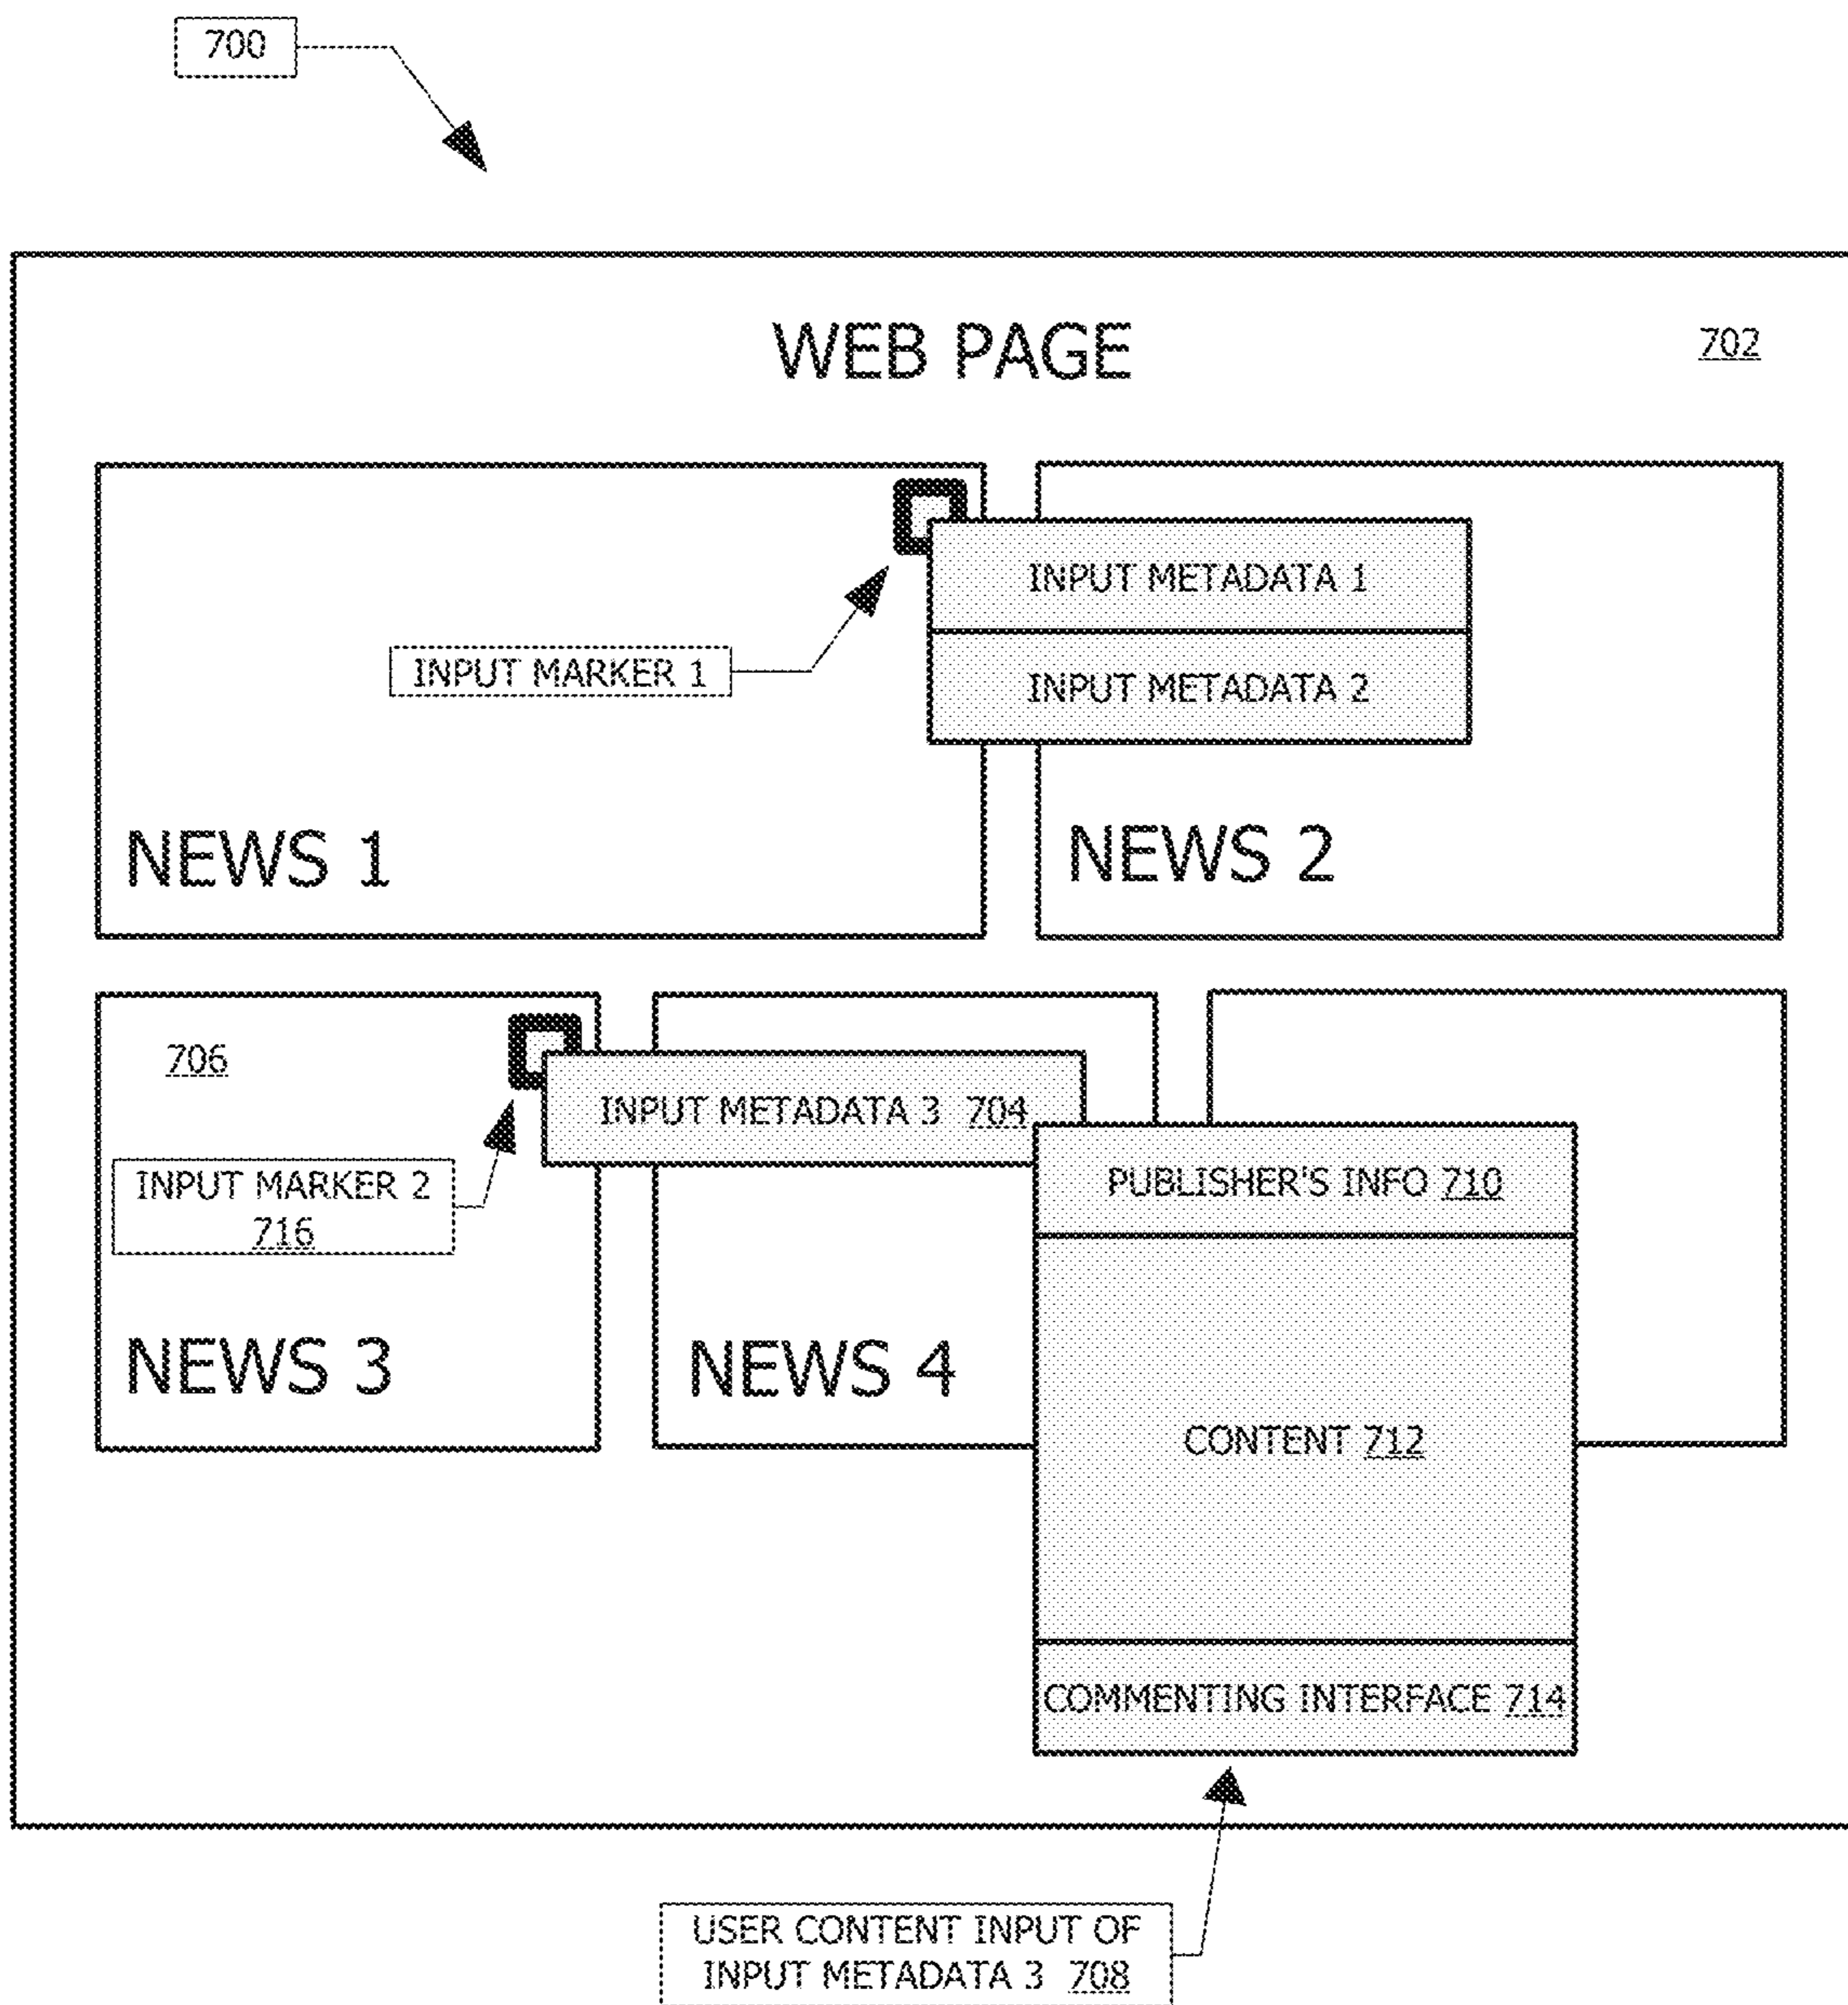 700
WEB PAGE
702
INPUT METADATA 1
INPUT MARKER 1
INPUT METADATA 2
NEWS 1
NEWS 2
706
INPUT METADATA 3 704
INPUT MARKER 2
716
PUBLISHER'S INFO 710
NEWS 3
NEWS 4
CONTENT 712
COMMENTING INTERFACE 714
USER CONTENT INPUT OF
INPUT METADATA 3 708